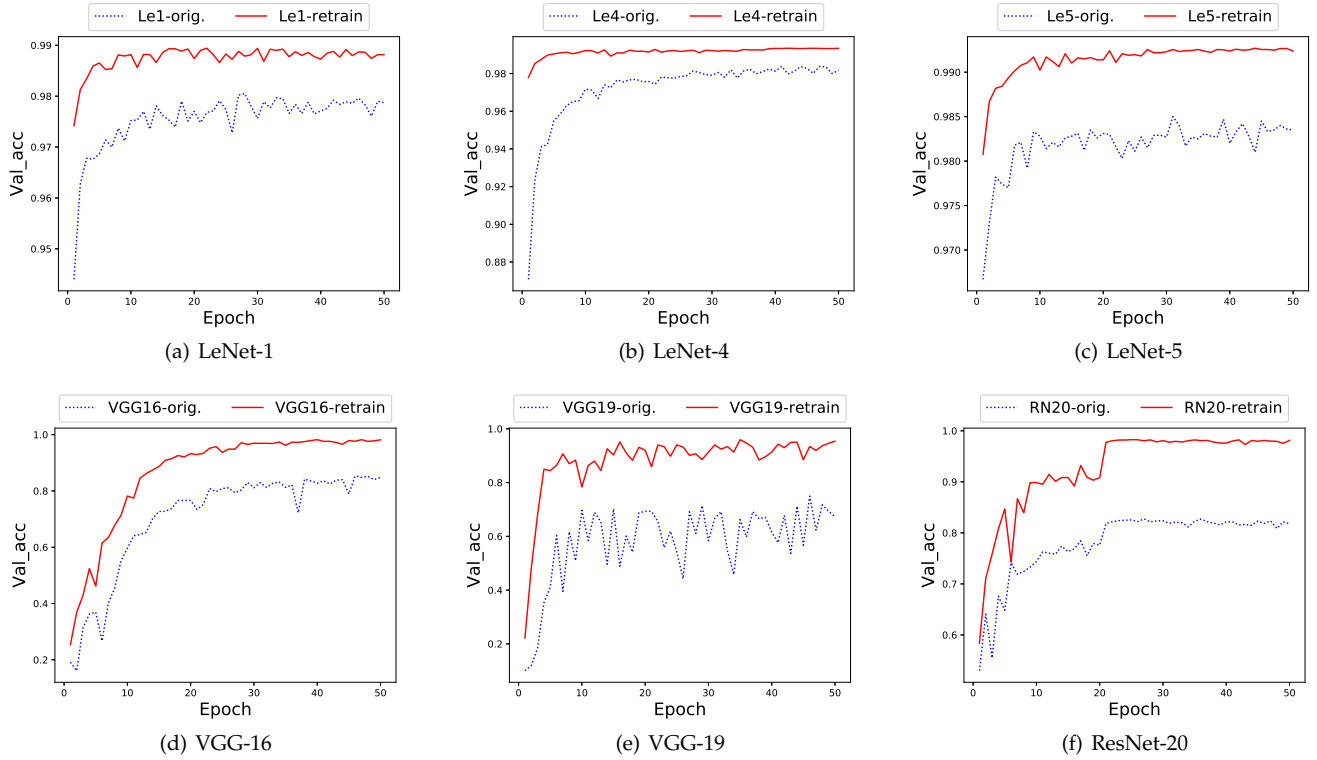 Le1-orig. Le1-retrain
0.99
0.98
0.97
0.96
0.95
Val_acc
0 10 20 30 40 50
Epoch
(a) LeNet-1
Le4-orig. Le4-retrain
0.98
0.96
0.94
0.92
0.90
0.88
Val_acc
0 10 20 30 40 50
Epoch
(b) LeNet-4
Le5-orig. Le5-retrain
0.990
0.985
0.980
0.975
0.970
Val_acc
0 10 20 30 40 50
Epoch
(c) LeNet-5
VGG16-orig. VGG16-retrain
1.0
0.8
0.6
0.4
0.2
Val_acc
0 10 20 30 40 50
Epoch
(d) VGG-16
VGG19-orig. VGG19-retrain
1.0
0.8
0.6
0.4
0.2
Val_acc
0 10 20 30 40 50
Epoch
(e) VGG-19
RN20-orig. RN20-retrain
1.0
0.9
0.8
0.7
0.6
Val_acc
0 10 20 30 40 50
Epoch
(f) ResNet-20